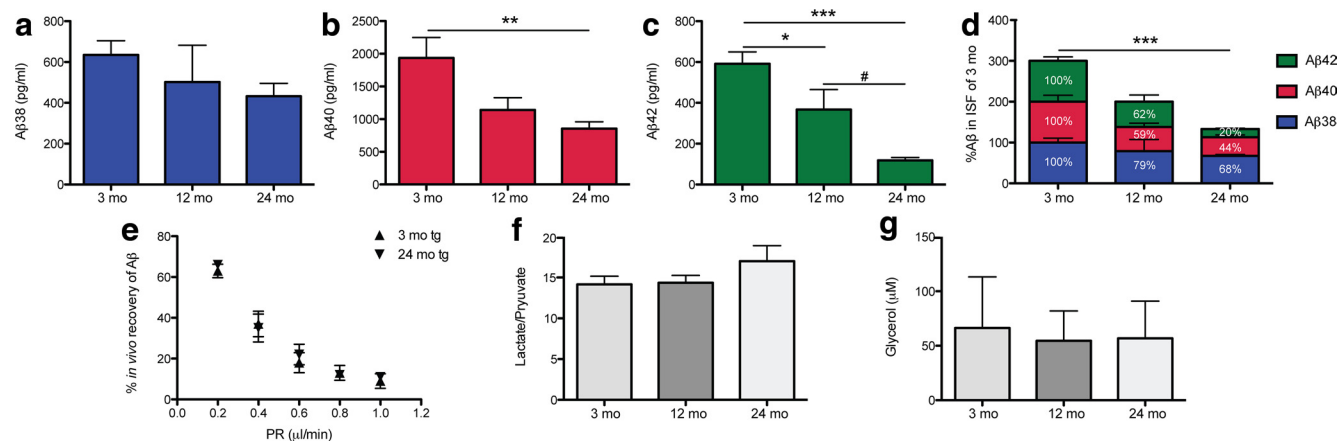 a
Aβ38
(pg/ml)
800
600
400
200
0
3 mo 12 mo 24 mo
b
Aβ40
(pg/ml)
2500
2000
1500
1000
500
0
**
3 mo 12 mo 24 mo
c
Aβ42
(pg/ml)
800
600
400
200
0
***
*
#
3 mo 12 mo 24 mo
d
%Aβ in ISF of 3 mo
400
300
200
100
0
***
100%
100%
100%
62%
59%
79%
20%
44%
68%
3 mo 12 mo 24 mo
Aβ42
Aβ40
Aβ38
e
% in vivo recovery of Aβ
80
60
40
20
0
0.0 0.2 0.4 0.6 0.8 1.0 1.2
PR (μl/min)
▲ 3 mo tg
▼ 24 mo tg
f
Lactate/Pryuvate
20
15
10
5
0
3 mo 12 mo 24 mo
g
Glycerol (μM)
150
100
50
0
3 mo 12 mo 24 mo